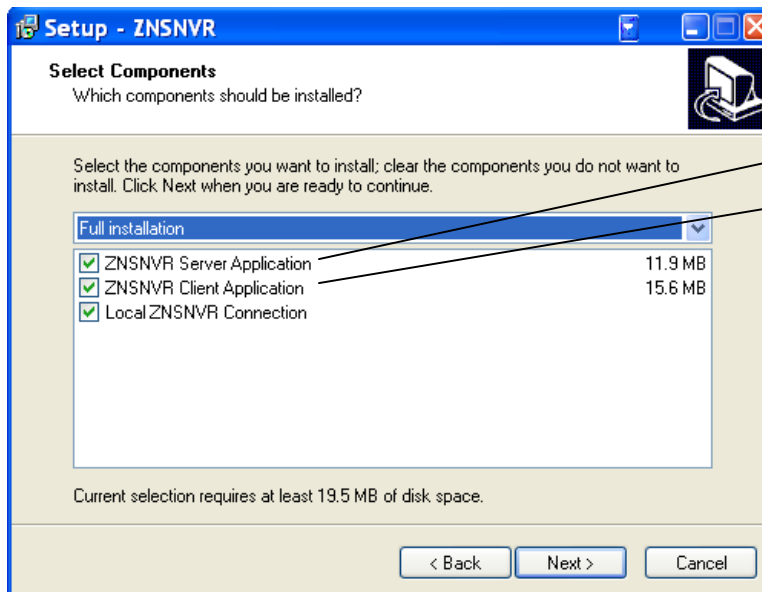 Setup - ZNSNVR
Select Components
Which components should be installed?
Select the components you want to install; clear the components you do not want to
install. Click Next when you are ready to continue.
Full installation
ZNSNVR Server Application 11.9 MB
ZNSNVR Client Application 15.6 MB
Local ZNSNVR Connection
Current selection requires at least 19.5 MB of disk space.
< Back Next > Cancel